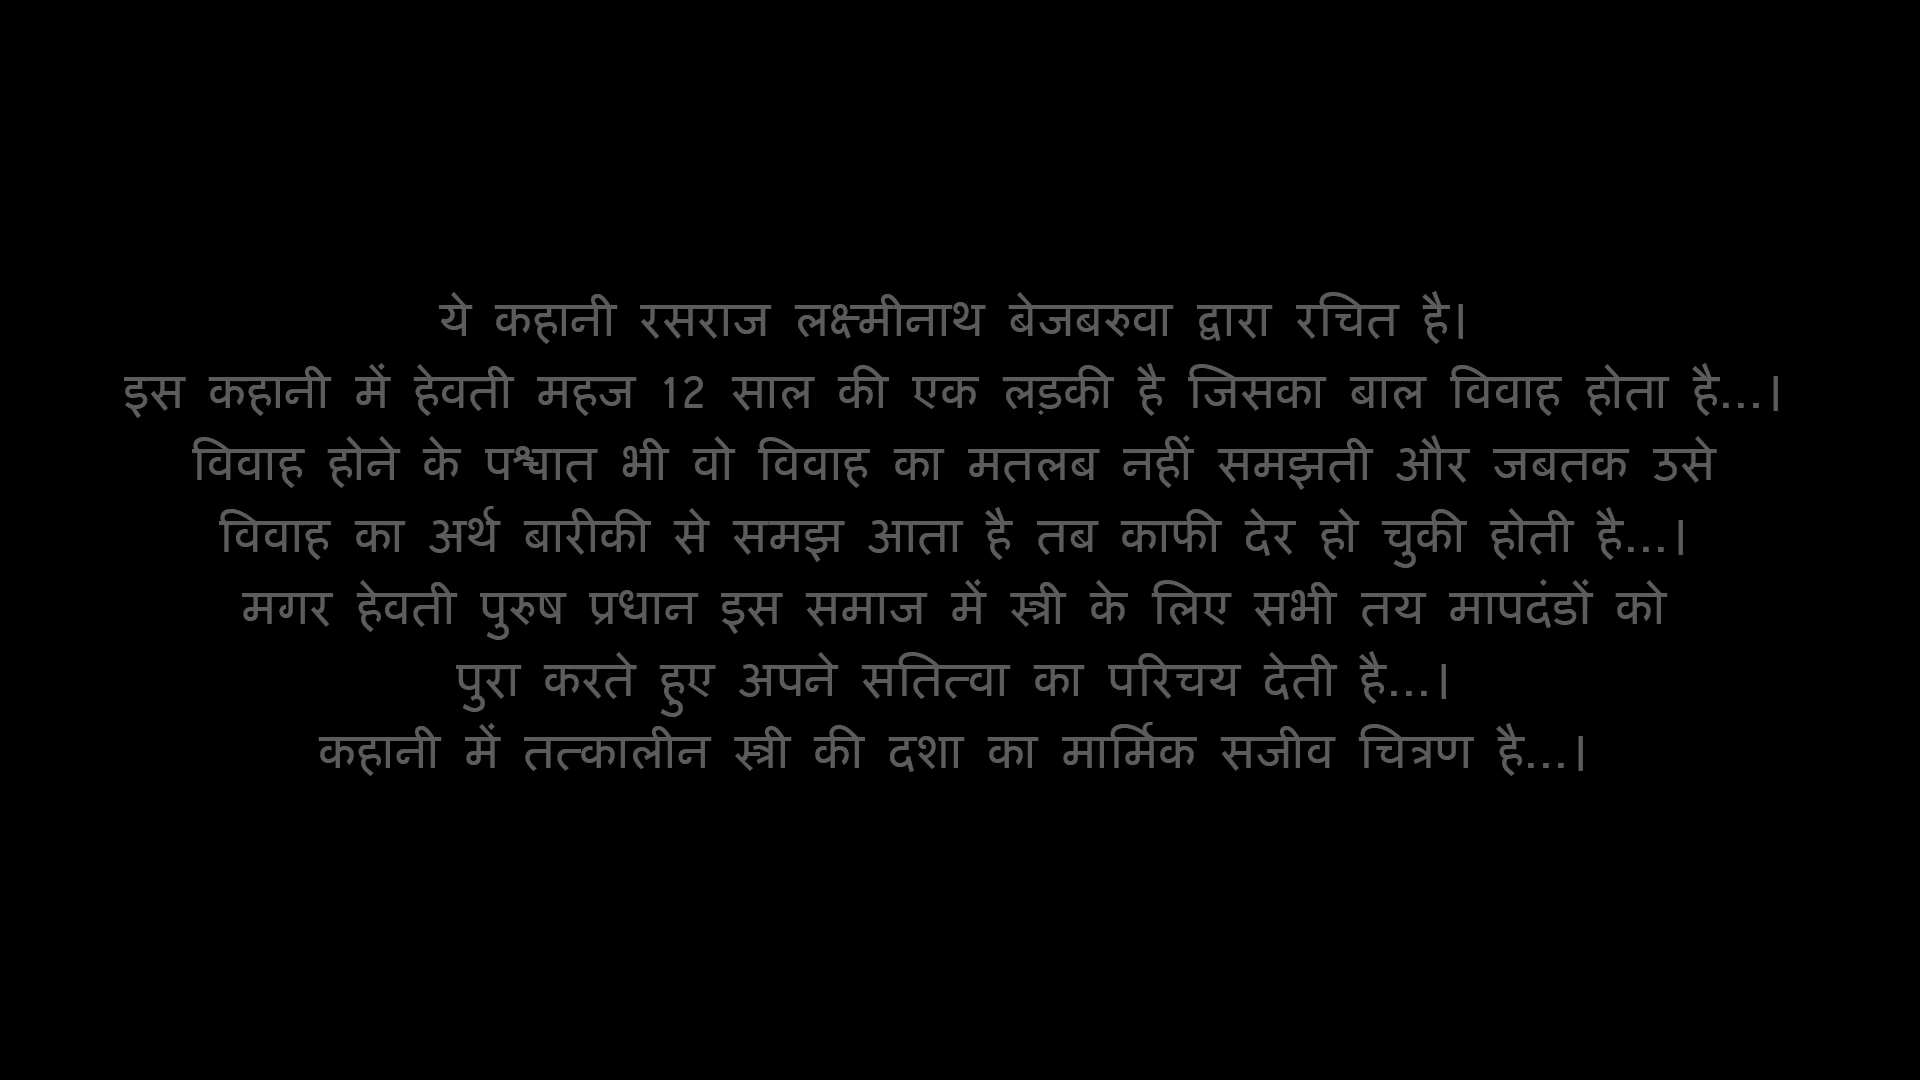 ये कहानी रसराज लक्ष्मीनाथ बेजबरुवा द्वारा रचित है।
इस कहानी में हेवती महज 12 साल की एक लड़की है जिसका बाल विवाह होता है...।
विवाह होने के पश्चात भी वो विवाह का मतलब नहीं समझती और जबतक उसे
विवाह का अर्थ बारीकी से समझ आता है तब काफी देर हो चुकी होती है...।
मगर हेवती पुरुष प्रधान इस समाज में स्त्री के लिए सभी तय मापदंडों को
पुरा करते हुए अपने सतित्वा का परिचय देती है...।
कहानी में तत्कालीन स्त्री की दशा का मार्मिक सजीव चित्रण है...।